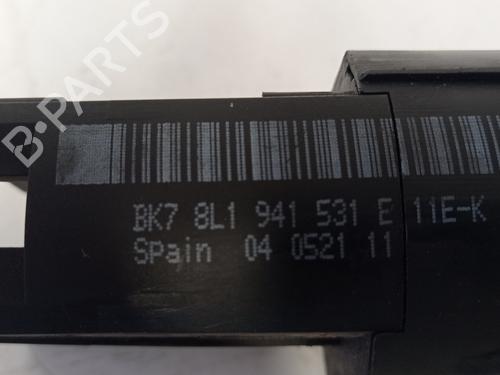 B-PARTS
BK7 8L1 941 531 E 11E-K
SPain 04 0521 11